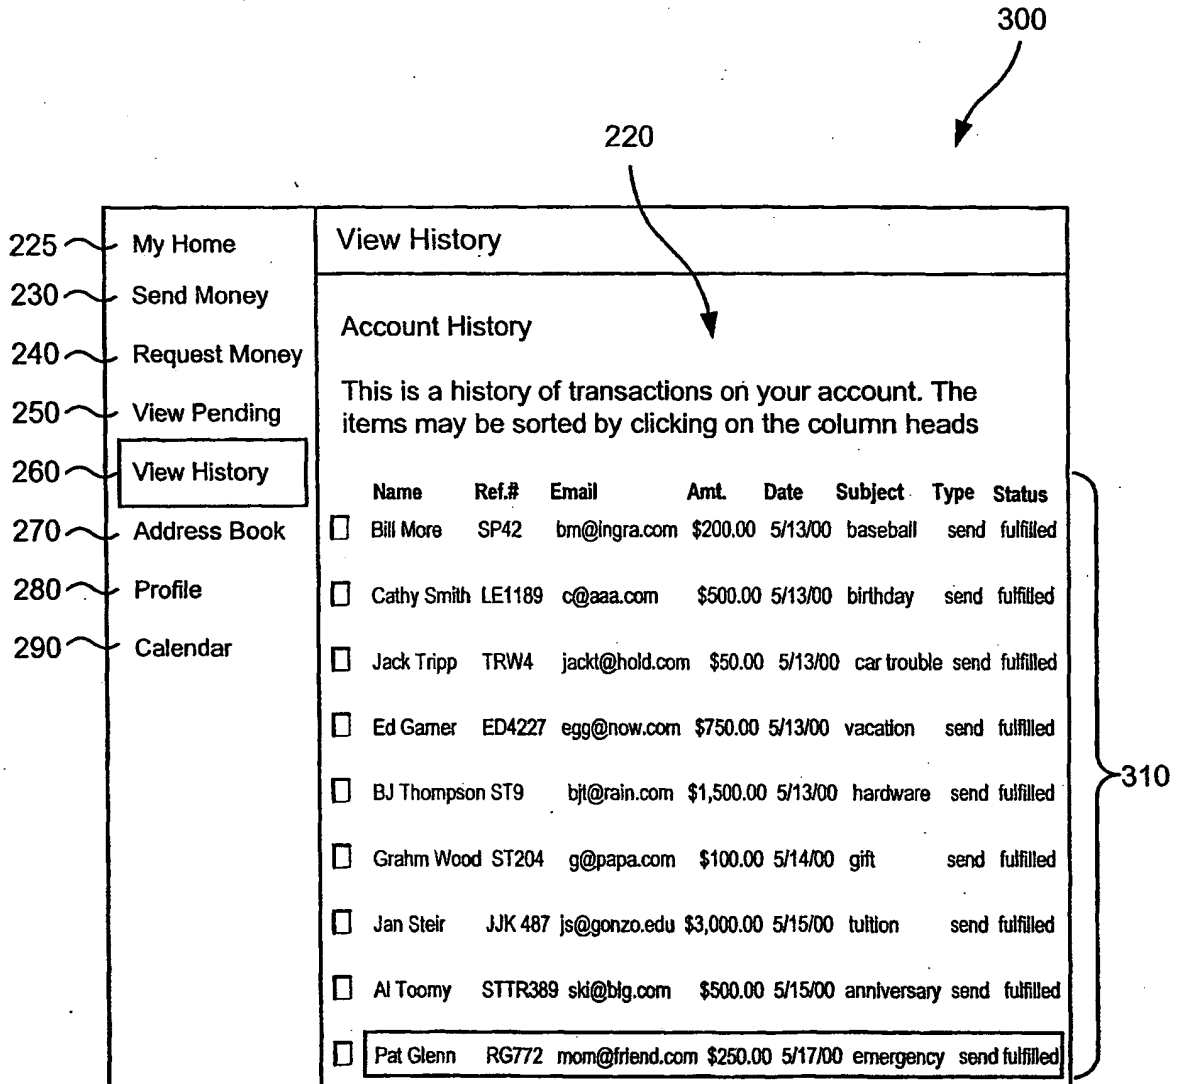 300
220
225 My Home
230 Send Money
240 Request Money
250 View Pending
260 View History
270 Address Book
280 Profile
290 Calendar
View History
Account History
This is a history of transactions on your account. The
items may be sorted by clicking on the column heads
Name Ref.# Email Amt. Date Subject Type Status
Bill More SP42 bm@ingra.com $200.00 5/13/00 baseball send fulfilled
Cathy Smith LE1189 c@aaa.com $500.00 5/13/00 birthday send fulfilled
Jack Tripp TRW4 jackt@hold.com $50.00 5/13/00 car trouble send fulfilled
Ed Garner ED4227 egg@now.com $750.00 5/13/00 vacation send fulfilled
BJ Thompson ST9 bjt@rain.com $1,500.00 5/13/00 hardware send fulfilled
Grahm Wood ST204 g@papa.com $100.00 5/14/00 gift send fulfilled
Jan Steir JJK 487 js@gonzo.edu $3,000.00 5/15/00 tuition send fulfilled
Al Toomy STTR389 ski@big.com $500.00 5/15/00 anniversary send fulfilled
Pat Glenn RG772 mom@friend.com $250.00 5/17/00 emergency send fulfilled
310